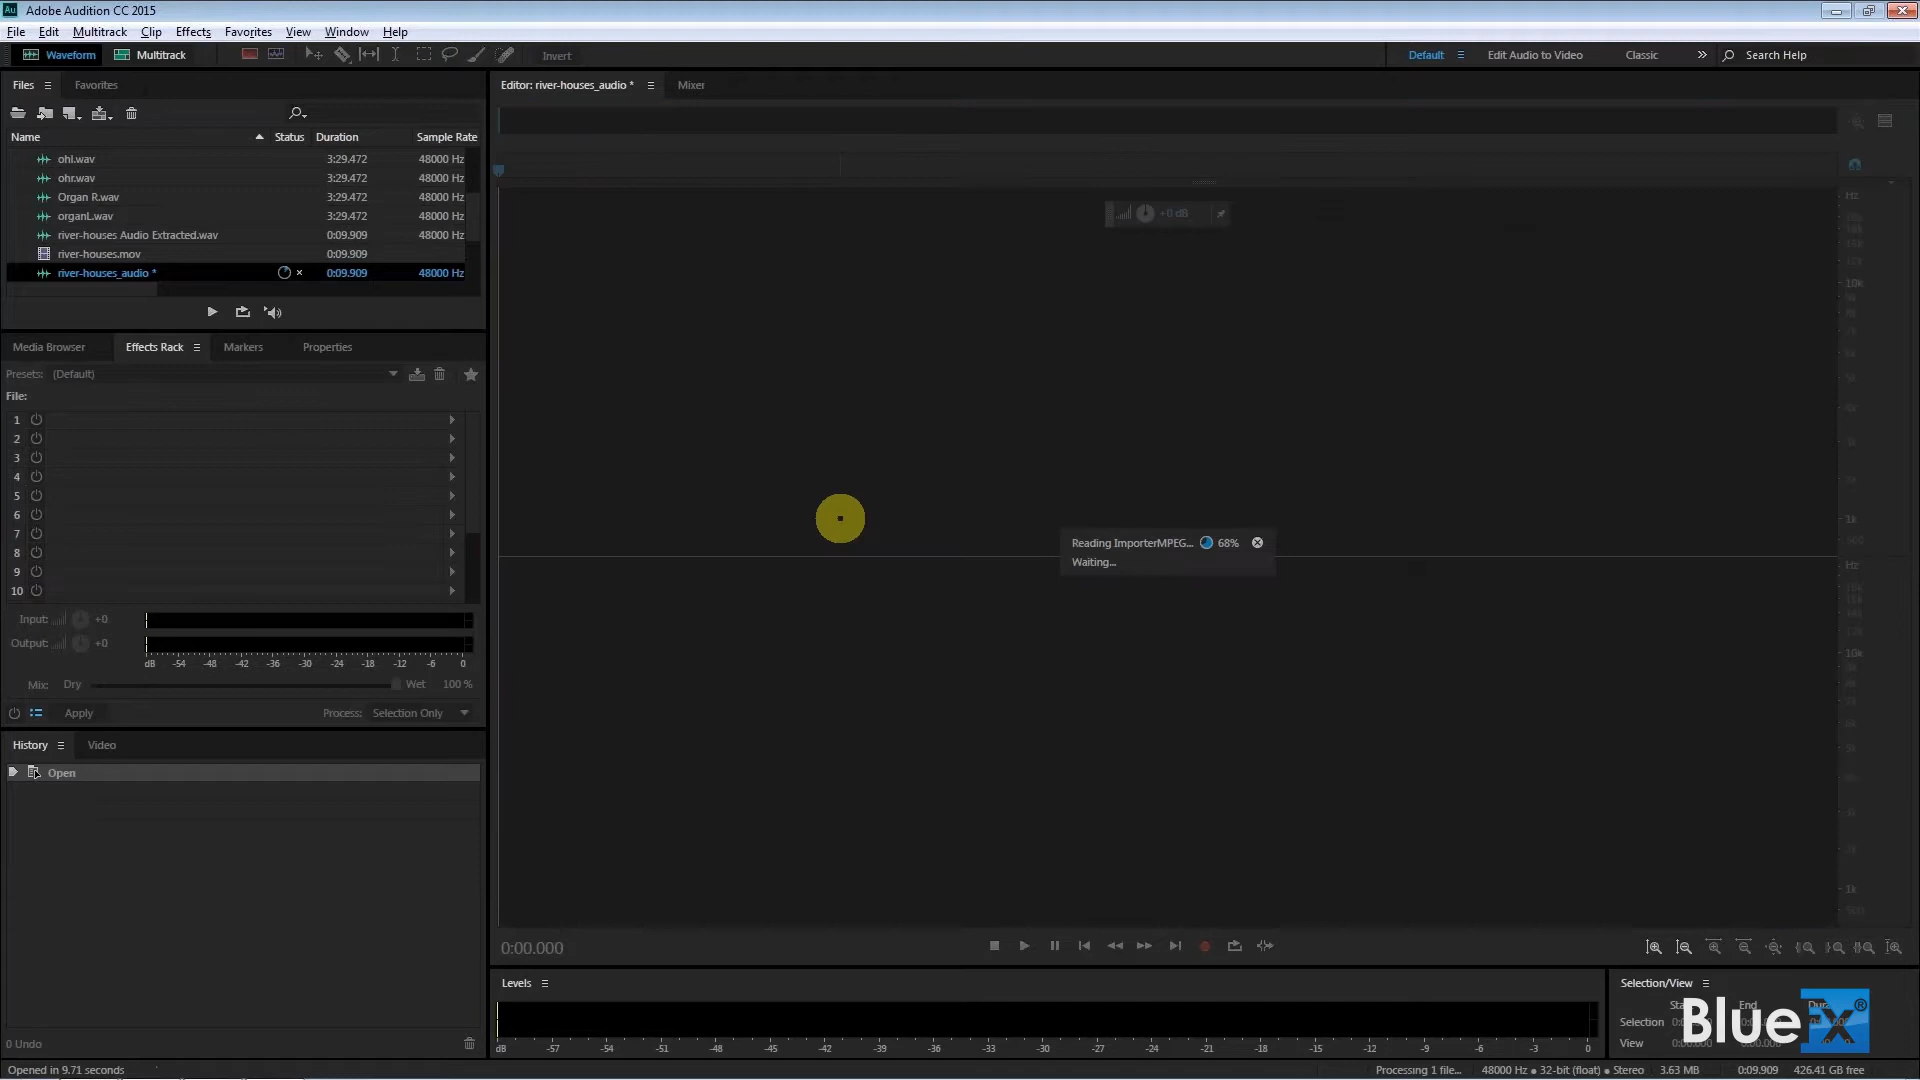 Au Adobe Audition CC 2015
File Edit Multitrack Clip Effects Favorites View Window Help
Waveform Multitrack Invert Default Edit Audio to Video Classic Search Help
Files Favorites
Editor: river-houses_audio * Mixer
Name Status Duration Sample Rate
ohl.wav 3:29.472 48000 Hz
ohr.wav 3:29.472 48000 Hz
Organ R.wav 3:29.472 48000 Hz
organL.wav 3:29.472 48000 Hz
river-houses Audio Extracted.wav 0:09.909 48000 Hz
river-houses.mov 0:09.909
river-houses_audio * 0:09.909 48000 Hz
+0 dB
Hz
10k
1k
Hz
10k
1k
Media Browser Effects Rack Markers Properties
Presets: (Default)
File:
1
2
3
4
5
6
7
8
9
10
Reading ImporterMPEG... 68%
Waiting...
Input: +0
Output: +0
dB -54 -48 -42 -36 -30 -24 -18 -12 -6 0
Mix: Dry Wet 100 %
Apply Process: Selection Only
History Video
Open
0 Undo
0:00.000
Levels
dB -57 -54 -51 -48 -45 -42 -39 -36 -33 -30 -27 -24 -21 -18 -15 -12 -9 -6 -3 0
Selection/View
End
Selection
View
BlueFx®
Opened in 9.71 seconds
Processing 1 file... 48000 Hz • 32-bit (float) • Stereo 3.63 MB 0:09.909 426.41 GB free